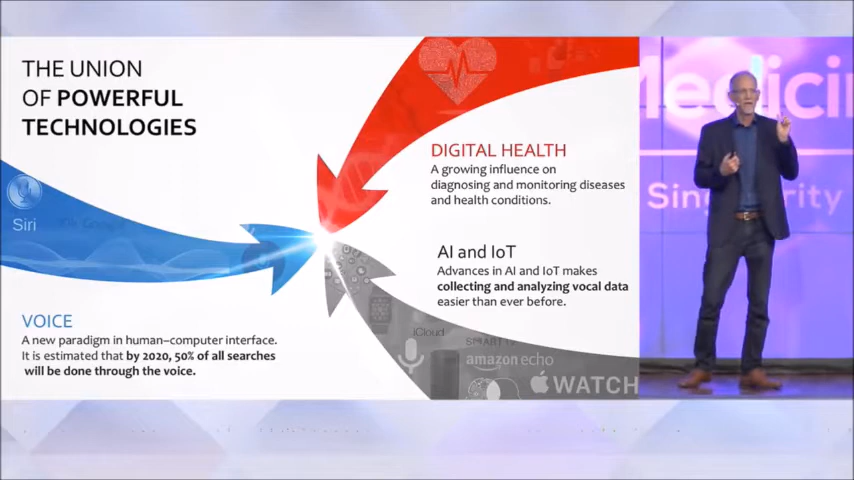 THE UNION
OF POWERFUL
TECHNOLOGIES
Siri
VOICE
A new paradigm in human–computer interface.
It is estimated that by 2020, 50% of all searches
will be done through the voice.
DIGITAL HEALTH
A growing influence on
diagnosing and monitoring diseases
and health conditions.
AI and IoT
Advances in AI and IoT makes
collecting and analyzing vocal data
easier than ever before.
iCloud
SMART TV
amazon echo
WATCH
Medicin